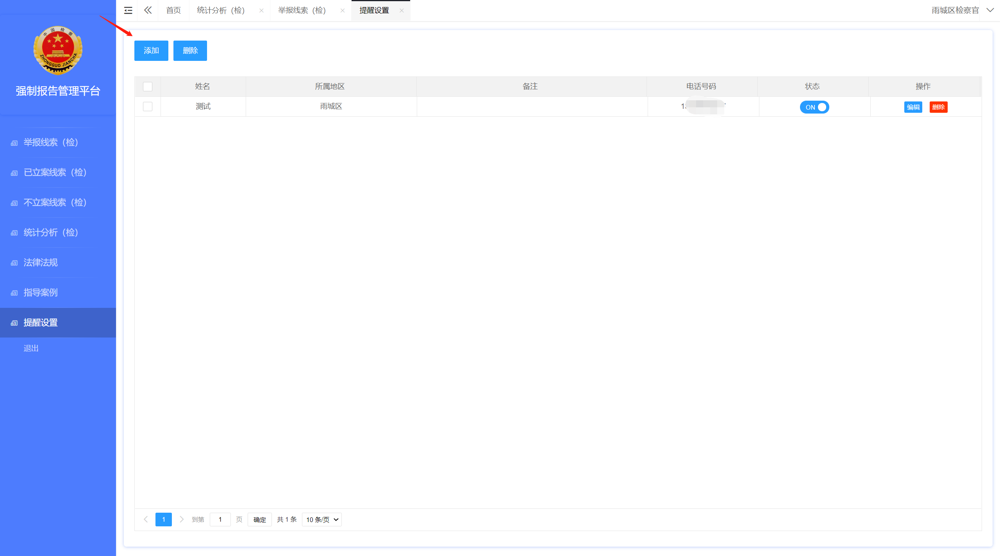 首页 统计分析（检） 举报线索（检） 提醒设置 雨城区检察官
中国检察
ZHONGGUO JIANCHA
强制报告管理平台
举报线索（检）
已立案线索（检）
不立案线索（检）
统计分析（检）
法律法规
指导案例
提醒设置
退出
添加 删除
姓名 所属地区 备注 电话号码 状态 操作
测试 雨城区 ON 编辑 删除
1 到第 1 页 确定 共 1 条 10 条/页